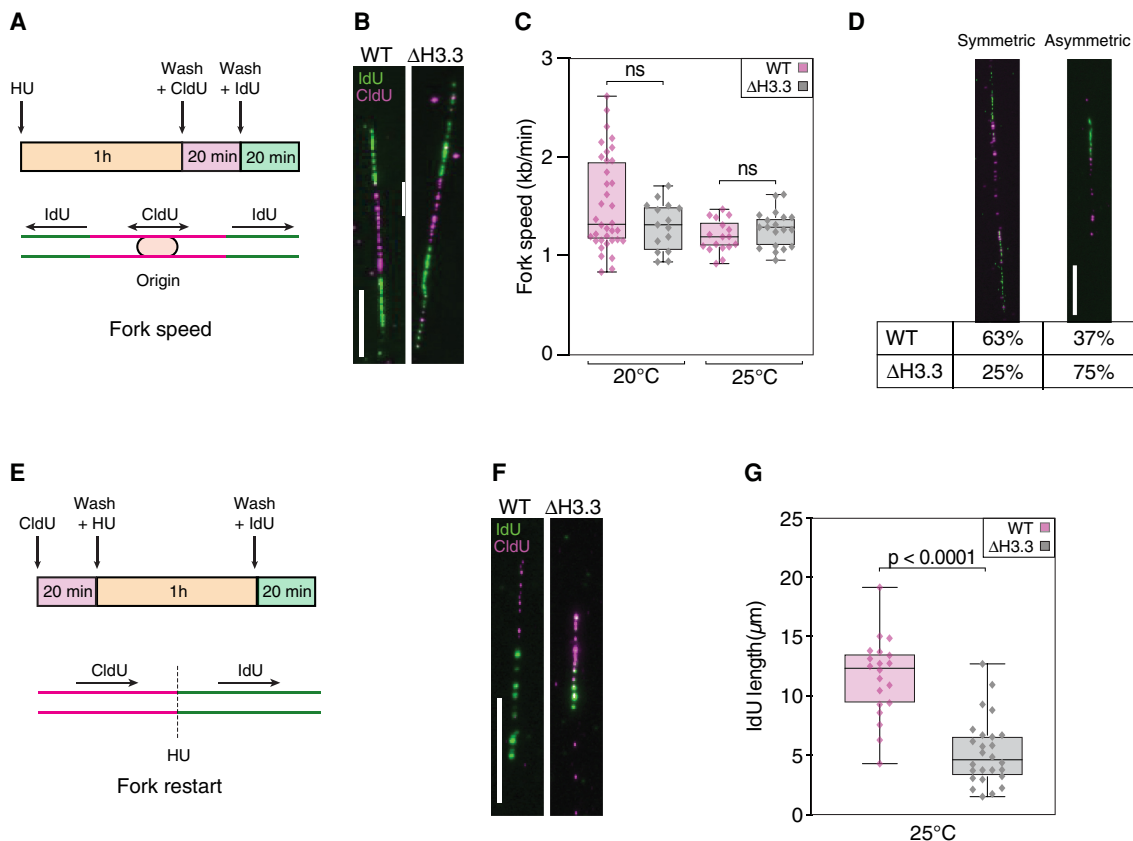 A
HU
Wash
+ CldU
Wash
+ IdU
1h
20 min
20 min
IdU
CldU
IdU
Origin
Fork speed
B
WT
ΔH3.3
IdU
CldU
C
Fork speed (kb/min)
3
2
1
0
ns
ns
WT
ΔH3.3
20°C
25°C
D
Symmetric
Asymmetric
WT 63% 37%
ΔH3.3 25% 75%
E
CldU
Wash
+ HU
Wash
+ IdU
20 min
1h
20 min
CldU
IdU
HU
Fork restart
F
WT
ΔH3.3
IdU
CldU
G
IdU length(µm)
25
20
15
10
5
0
p < 0.0001
WT
ΔH3.3
25°C